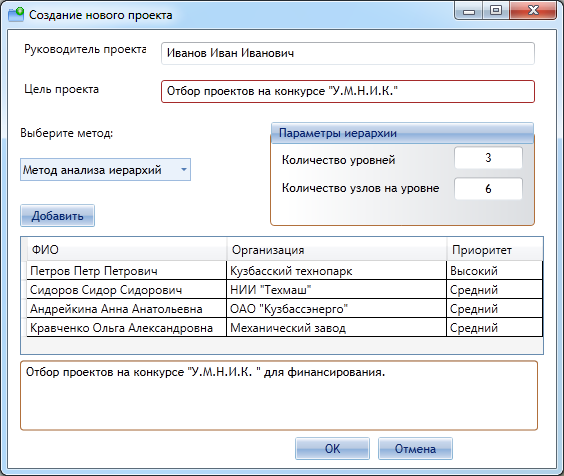 Создание нового проекта
Руководитель проекта Иванов Иван Иванович
Цель проекта Отбор проектов на конкурсе "У.М.Н.И.К."
Выберите метод:
Параметры иерархии
Метод анализа иерархий
Количество уровней 3
Количество узлов на уровне 6
Добавить
ФИО Организация Приоритет
Петров Петр Петрович Кузбасский технопарк Высокий
Сидоров Сидор Сидорович НИИ "Техмаш" Средний
Андрейкина Анна Анатольевна ОАО "Кузбассэнерго" Средний
Кравченко Ольга Александровна Механический завод Средний
Отбор проектов на конкурсе "У.М.Н.И.К. " для финансирования.
OK Отмена